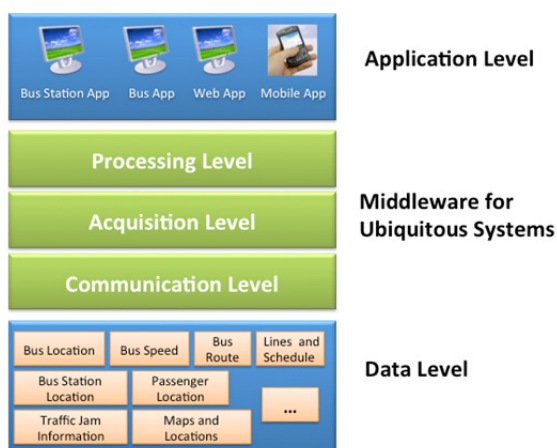 Bus Station App Bus App Web App Mobile App
Application Level
Processing Level
Acquisition Level
Communication Level
Middleware for
Ubiquitous Systems
Bus Location
Bus Speed
Bus
Route
Lines and
Schedule
Bus Station
Location
Passenger
Location
...
Traffic Jam
Information
Maps and
Locations
Data Level